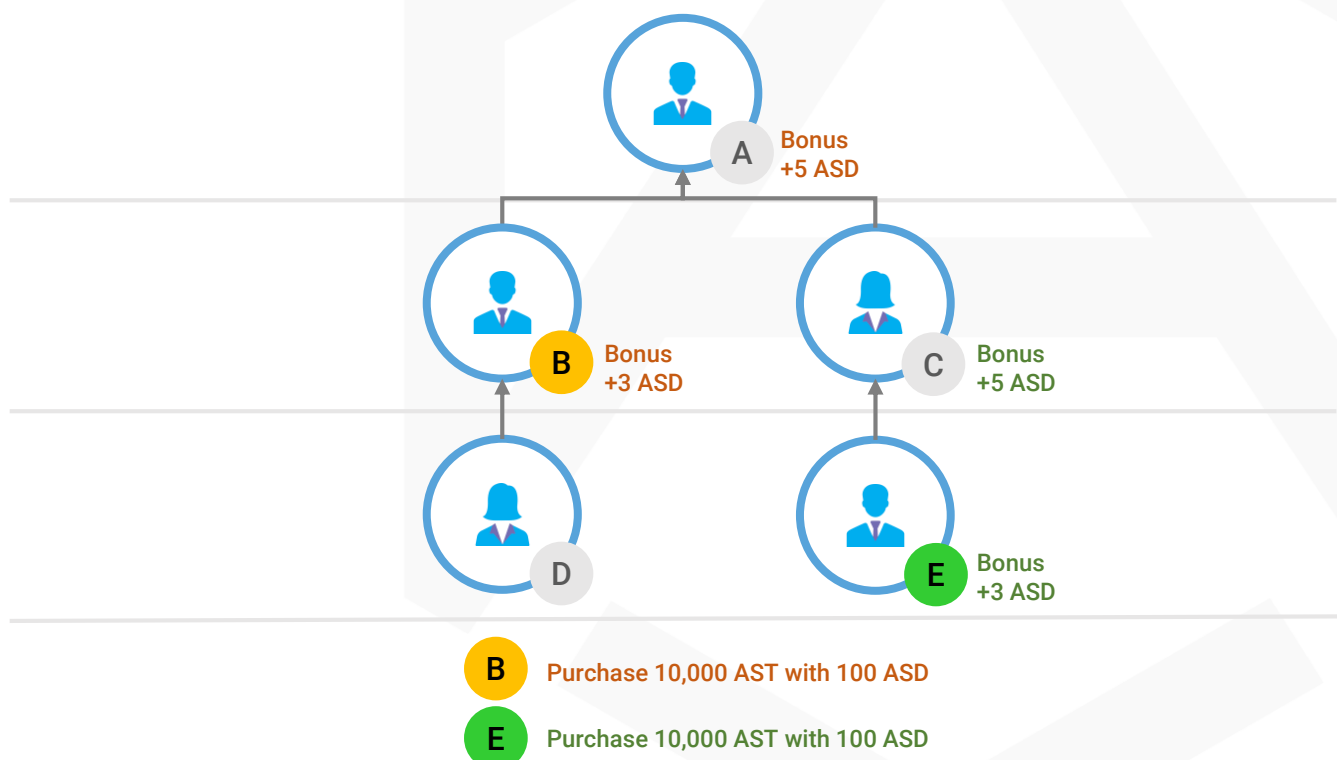 A
Bonus
+5 ASD
B
Bonus
+3 ASD
C
Bonus
+5 ASD
D
E
Bonus
+3 ASD
B
Purchase 10,000 AST with 100 ASD
E
Purchase 10,000 AST with 100 ASD